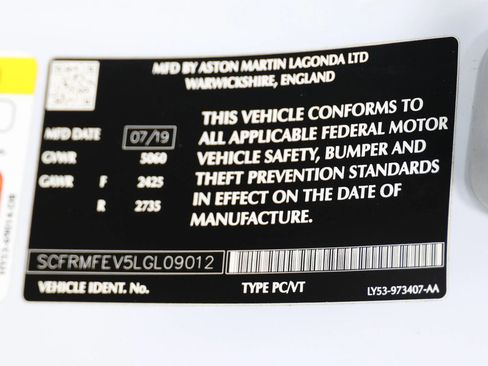 MFD BY ASTON MARTIN LAGONDA LTD
WARWICKSHIRE, ENGLAND
MFD DATE 07/19
GVWR 5060
GAWR F 2425
R 2735
THIS VEHICLE CONFORMS TO
ALL APPLICABLE FEDERAL MOTOR
VEHICLE SAFETY, BUMPER AND
THEFT PREVENTION STANDARDS
IN EFFECT ON THE DATE OF
MANUFACTURE.
SCFRMFEV5LGL09012
VEHICLE IDENT. No. TYPE PC/VT LY53-973407-AA